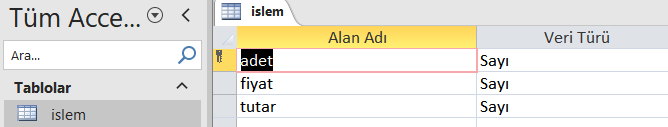 Tüm Acce...
Ara...
Tablolar
islem
islem
Alan Adı Veri Türü
adet Sayı
fiyat Sayı
tutar Sayı